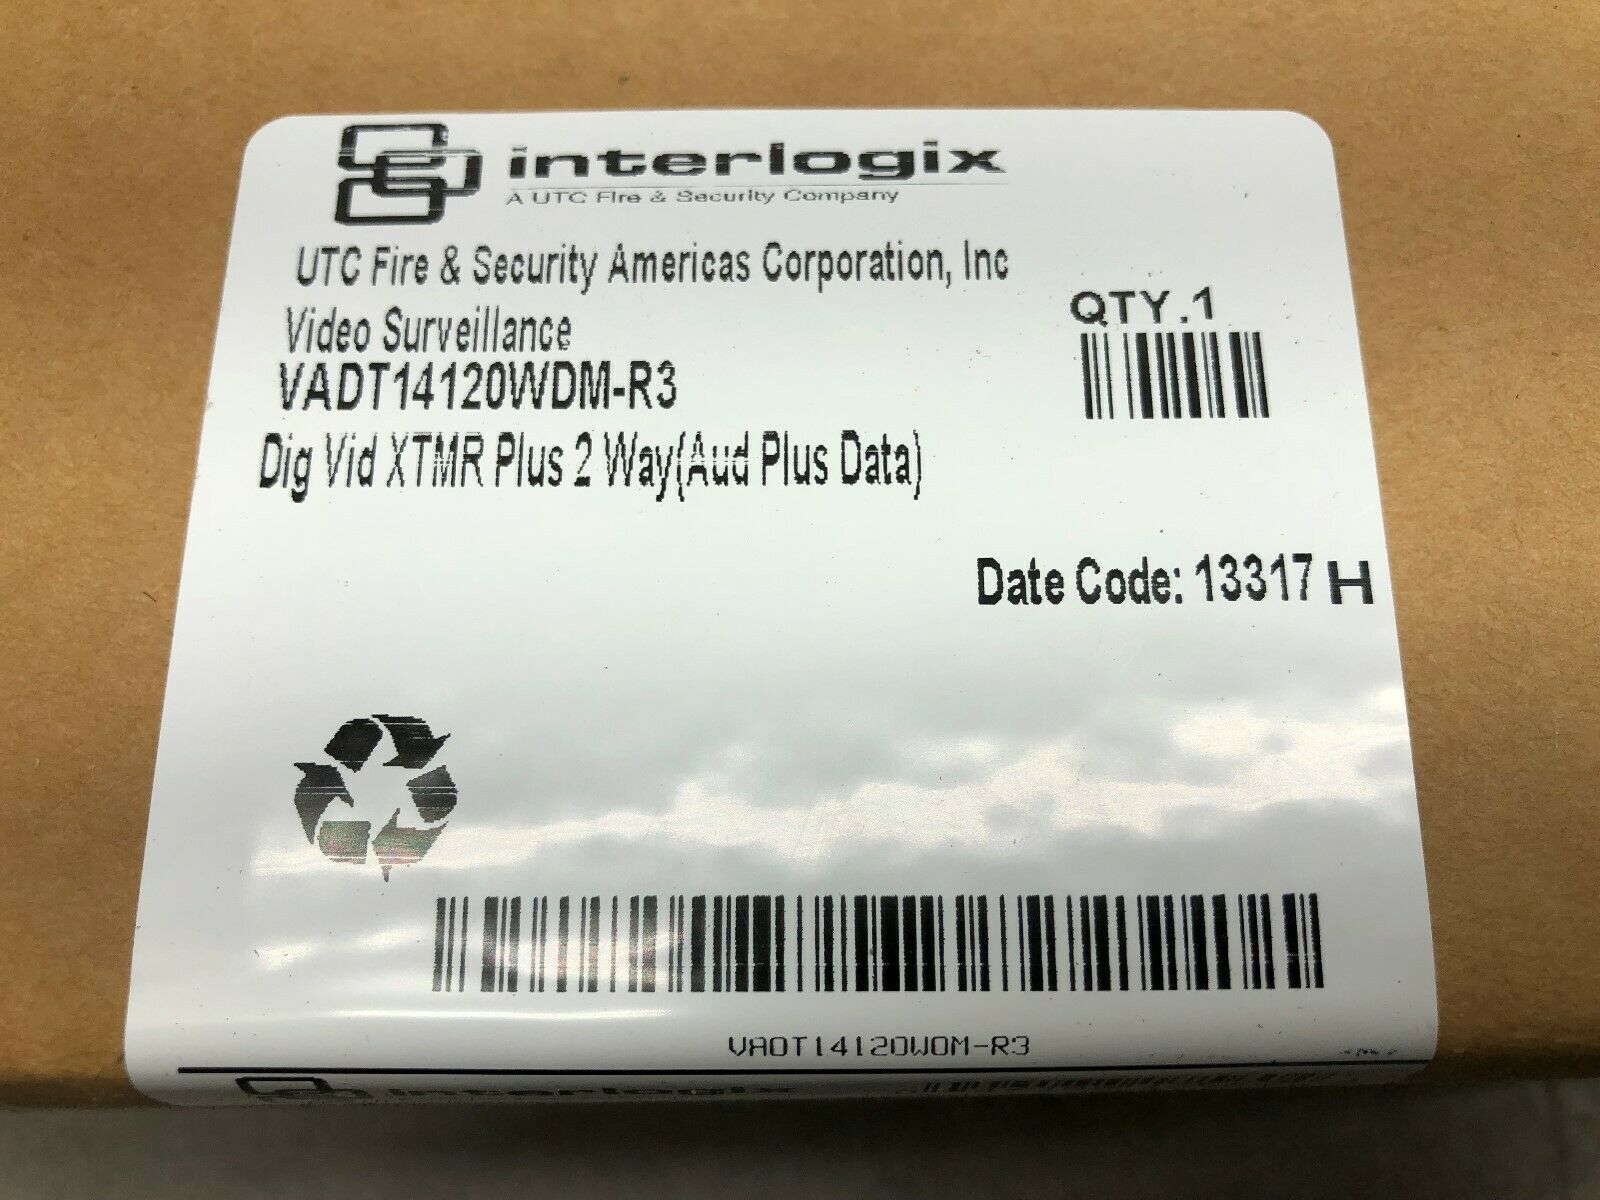 interlogix
A UTC Fire & Security Company
UTC Fire & Security Americas Corporation, Inc
Video Surveillance
QTY.1
VADT14120WDM-R3
Dig Vid XTMR Plus 2 Way(Aud Plus Data)
Date Code: 13317 H
VADT14120WDM-R3
interlogix